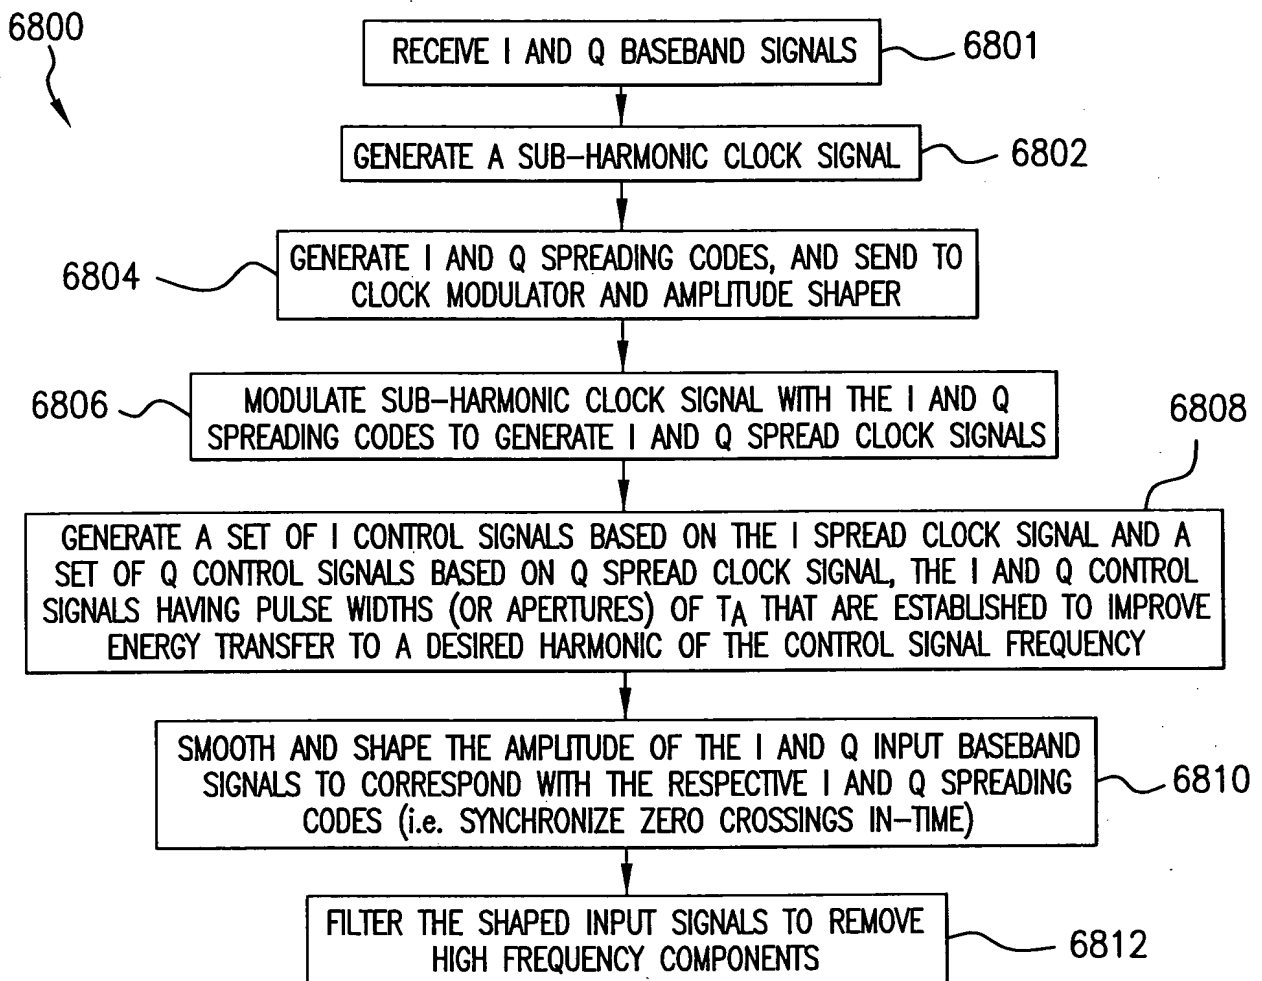 6800
RECEIVE I AND Q BASEBAND SIGNALS
6801
GENERATE A SUB-HARMONIC CLOCK SIGNAL
6802
GENERATE I AND Q SPREADING CODES, AND SEND TO
CLOCK MODULATOR AND AMPLITUDE SHAPER
6804
MODULATE SUB-HARMONIC CLOCK SIGNAL WITH THE I AND Q
SPREADING CODES TO GENERATE I AND Q SPREAD CLOCK SIGNALS
6806
6808
GENERATE A SET OF I CONTROL SIGNALS BASED ON THE I SPREAD CLOCK SIGNAL AND A
SET OF Q CONTROL SIGNALS BASED ON Q SPREAD CLOCK SIGNAL, THE I AND Q CONTROL
SIGNALS HAVING PULSE WIDTHS (OR APERTURES) OF TA THAT ARE ESTABLISHED TO IMPROVE
ENERGY TRANSFER TO A DESIRED HARMONIC OF THE CONTROL SIGNAL FREQUENCY
SMOOTH AND SHAPE THE AMPLITUDE OF THE I AND Q INPUT BASEBAND
SIGNALS TO CORRESPOND WITH THE RESPECTIVE I AND Q SPREADING
CODES (i.e. SYNCHRONIZE ZERO CROSSINGS IN-TIME)
6810
FILTER THE SHAPED INPUT SIGNALS TO REMOVE
HIGH FREQUENCY COMPONENTS
6812